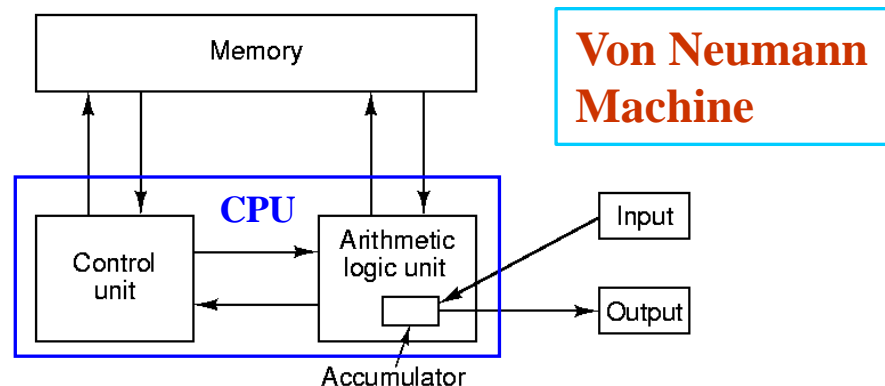 Memory
Von Neumann
Machine
CPU
Control
unit
Arithmetic
logic unit
Input
Output
Accumulator